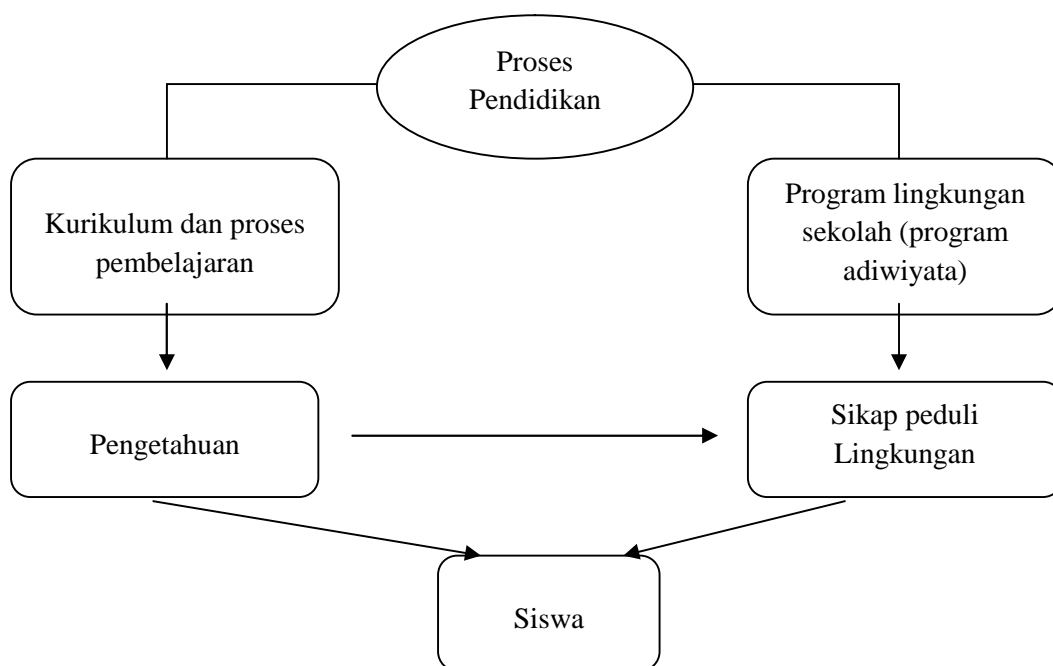 Proses
Pendidikan
Kurikulum dan proses
pembelajaran
Program lingkungan
sekolah (program
adiwiyata)
Pengetahuan
Sikap peduli
Lingkungan
Siswa